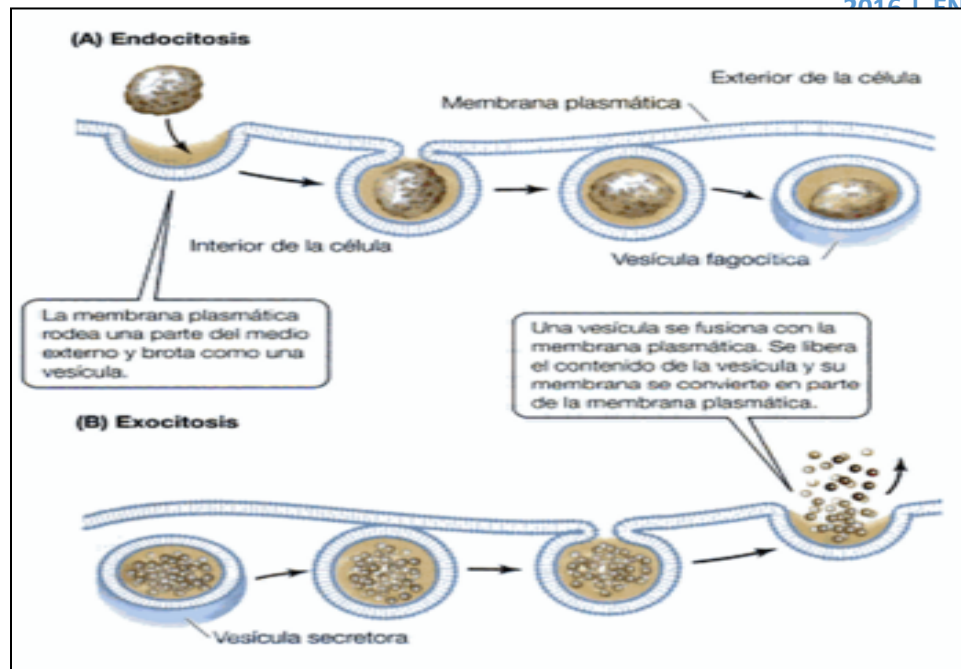 2016 |
(A) Endocitosis
Exterior de la célula
Membrana plasmática
Interior de la célula
Vesícula fagocítica
La membrana plasmática
rodea una parte del medio
externo y brota como una
vesícula.
Una vesícula se fusiona con la
membrana plasmática. Se libera
el contenido de la vesícula y su
membrana se convierte en parte
de la membrana plasmática.
(B) Exocitosis
Vesícula secretora